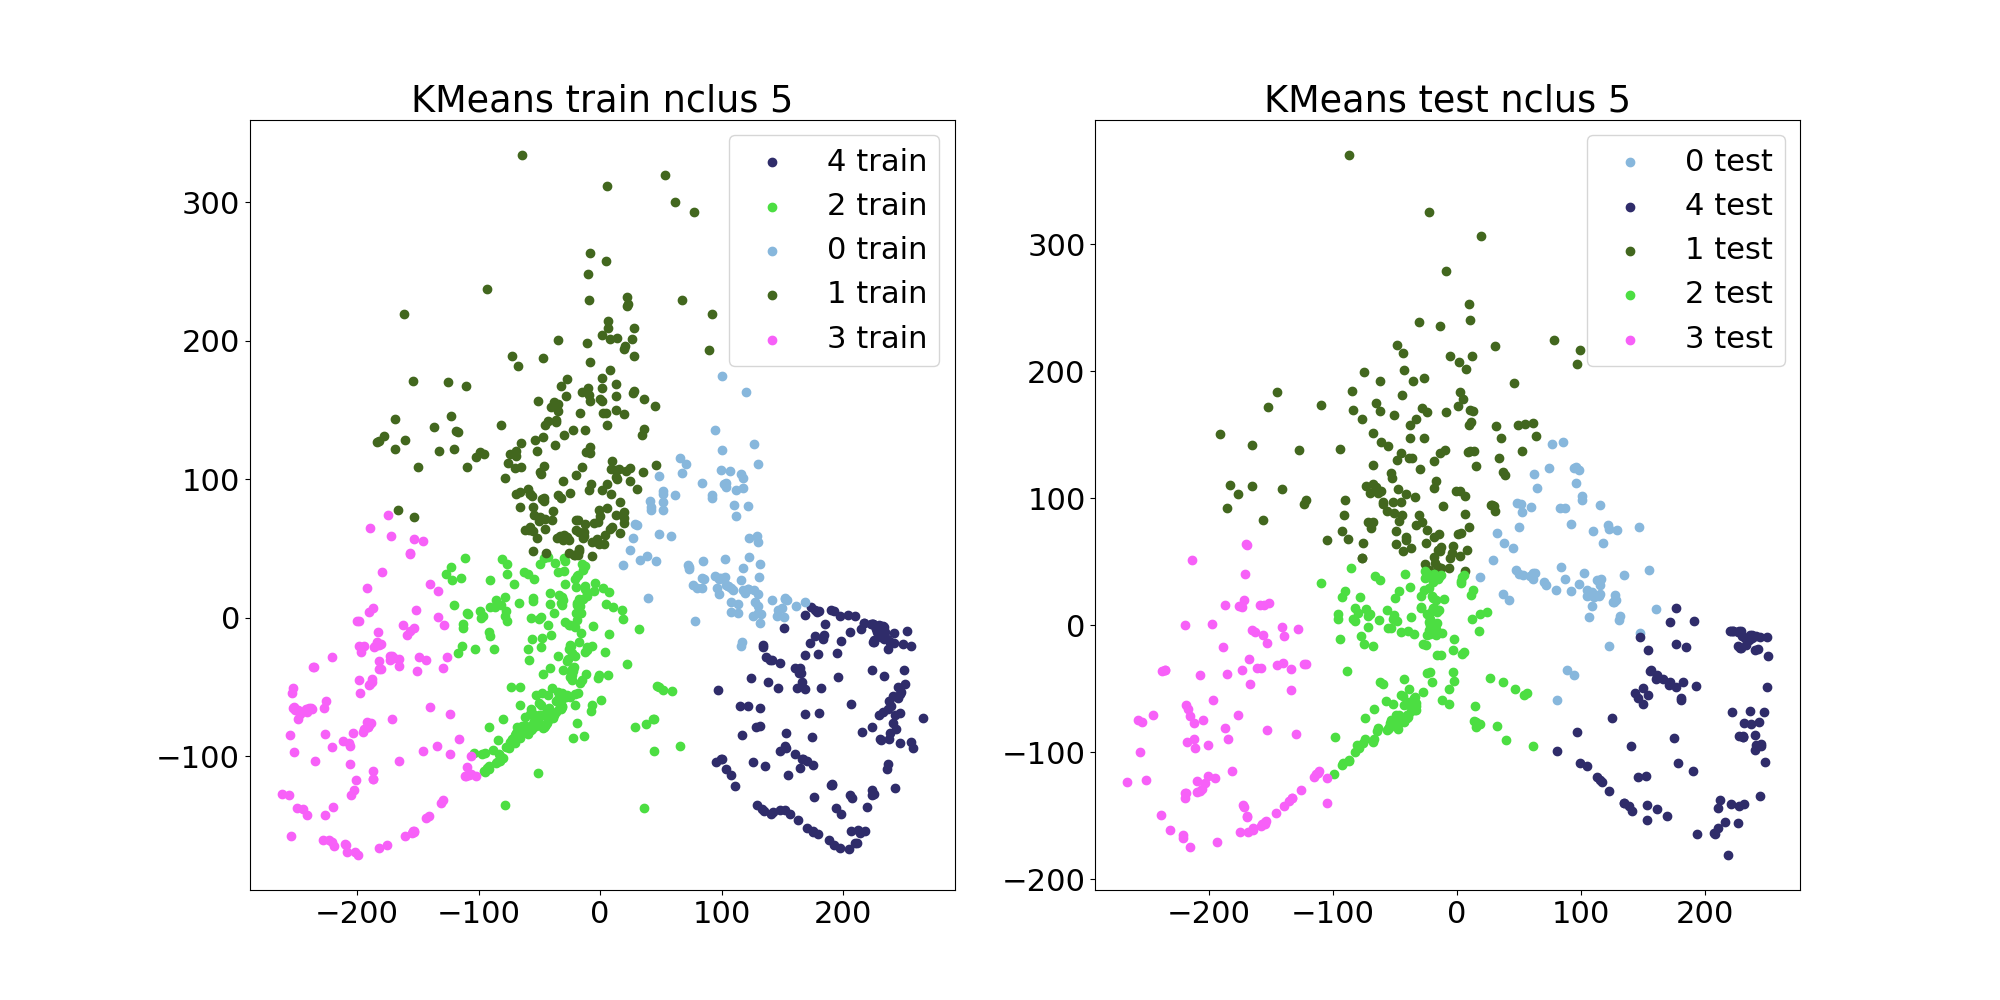 KMeans train nclus 5
4 train
2 train
0 train
1 train
3 train
300
200
100
0
−100
−200 −100 0 100 200
KMeans test nclus 5
0 test
4 test
1 test
2 test
3 test
300
200
100
0
−100
−200
−200 −100 0 100 200